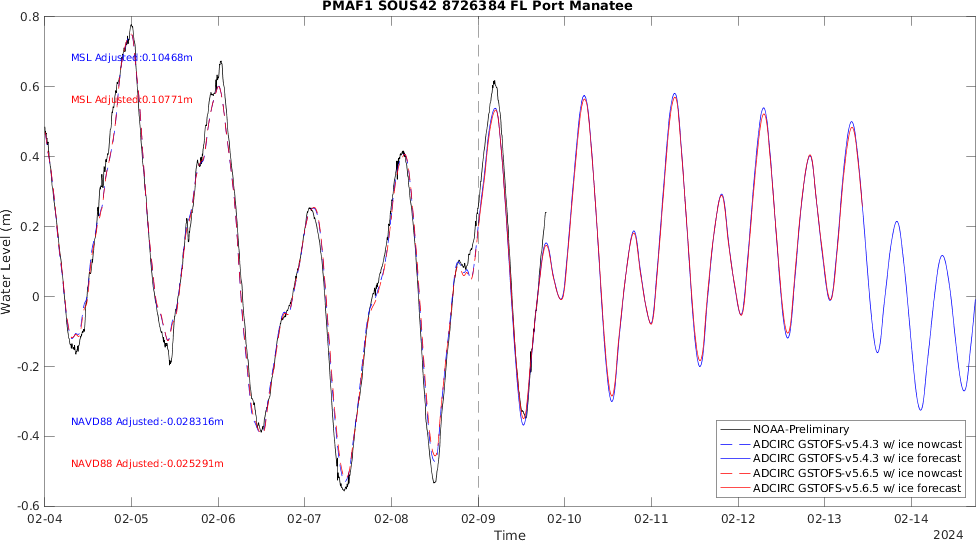 PMAF1 SOUS42 8726384 FL Port Manatee
0.8
0.6
0.4
0.2
0
-0.2
-0.4
-0.6
Water Level (m)
MSL Adjusted:0.10468m
MSL Adjusted:0.10771m
NAVD88 Adjusted:-0.028316m
NAVD88 Adjusted:-0.025291m
NOAA-Preliminary
ADCIRC GSTOFS-v5.4.3 w/ ice nowcast
ADCIRC GSTOFS-v5.4.3 w/ ice forecast
ADCIRC GSTOFS-v5.6.5 w/ ice nowcast
ADCIRC GSTOFS-v5.6.5 w/ ice forecast
02-04 02-05 02-06 02-07 02-08 02-09 02-10 02-11 02-12 02-13 02-14
Time
2024